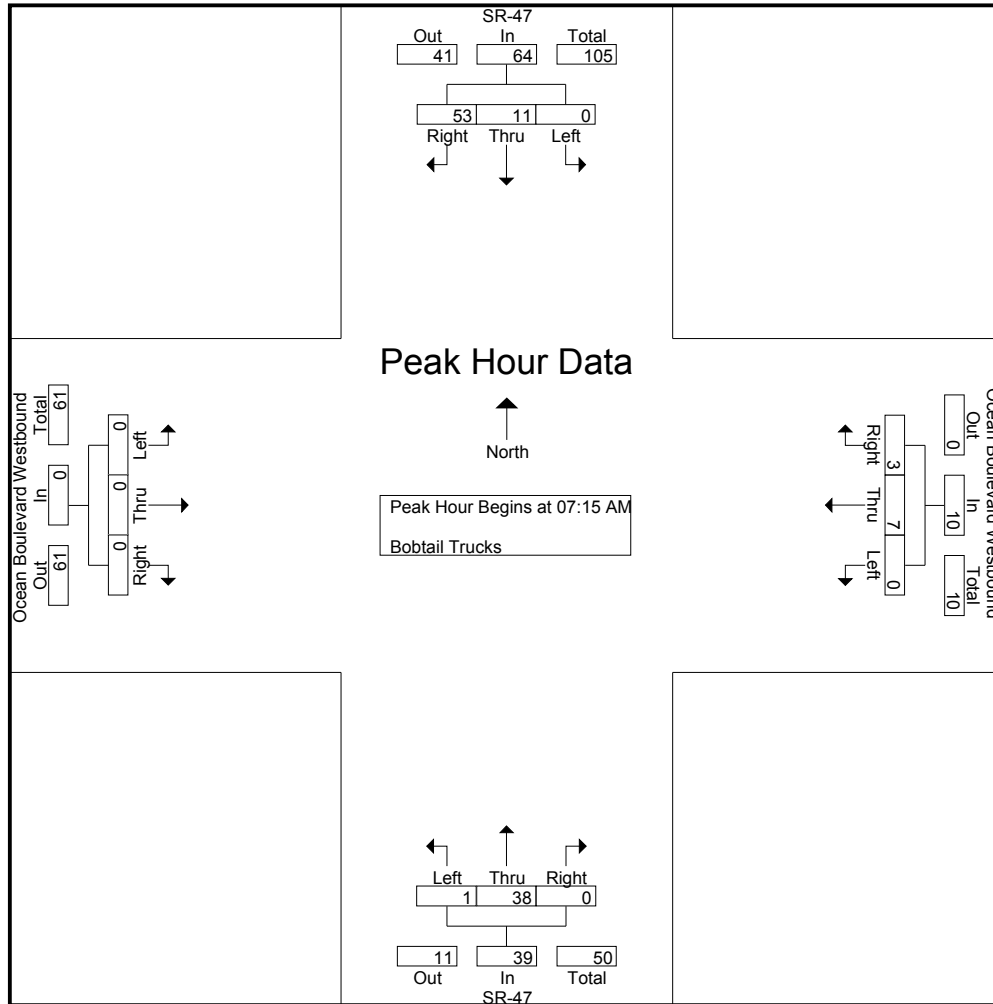 SR-47
Out In Total
41 64 105
53 11 0
Right Thru Left
Peak Hour Data
North
Peak Hour Begins at 07:15 AM
Bobtail Trucks
Ocean Boulevard Westbound
Out In Total
61 0 61
0 0 0
Right Thru Left
Ocean Boulevard Westbound
Out In Total
0 10 10
3 7 0
Right Thru Left
Left Thru Right
1 38 0
11 39 50
Out In Total
SR-47